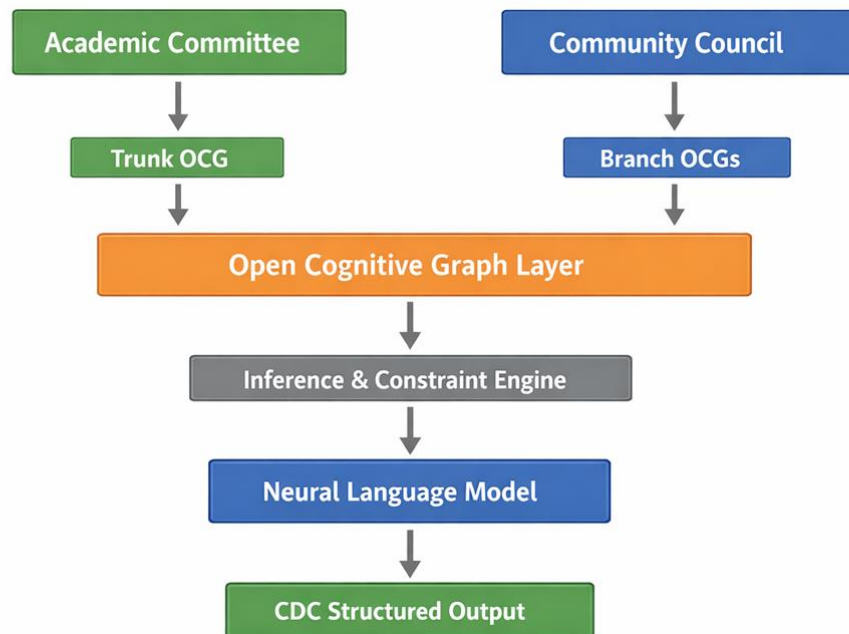 Academic Committee
Community Council
Trunk OCG
Branch OCGs
Open Cognitive Graph Layer
Inference & Constraint Engine
Neural Language Model
CDC Structured Output